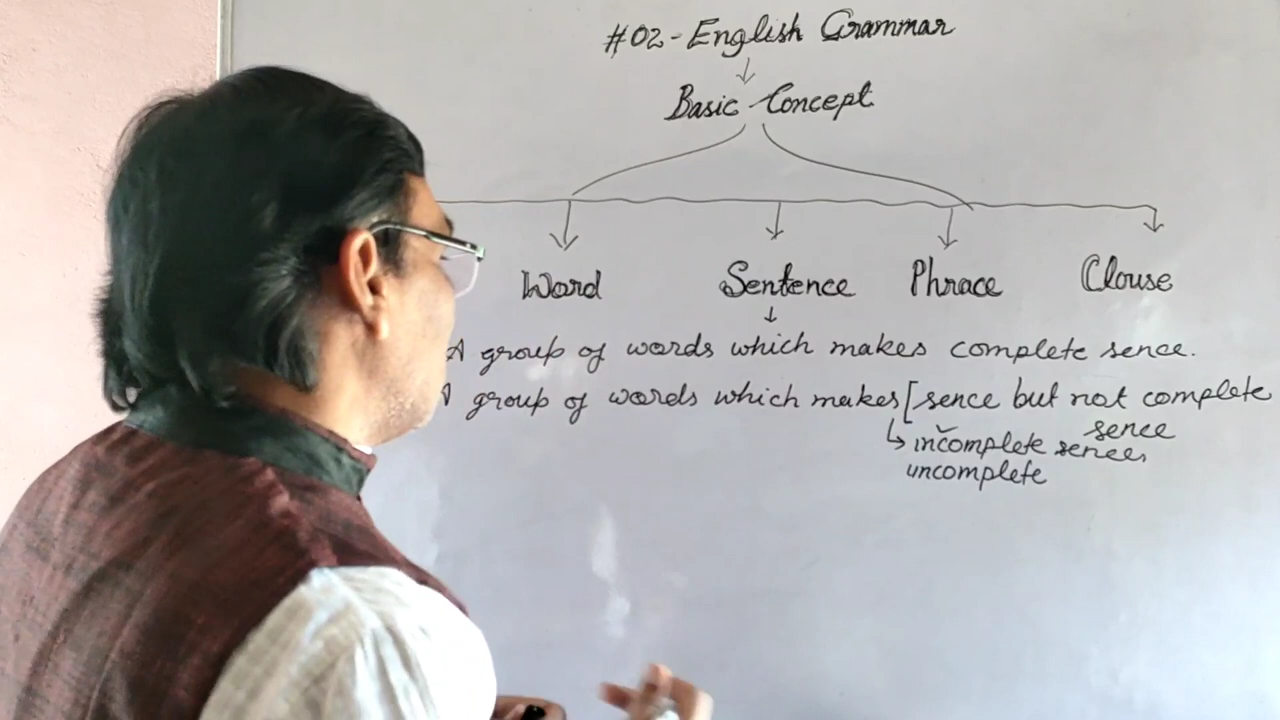 #02-English Grammar
Basic Concept
Word Sentence Phrace Clouse
A group of words which makes complete sence.
A group of words which makes [sence but not complete
sence
incomplete sence,
uncomplete